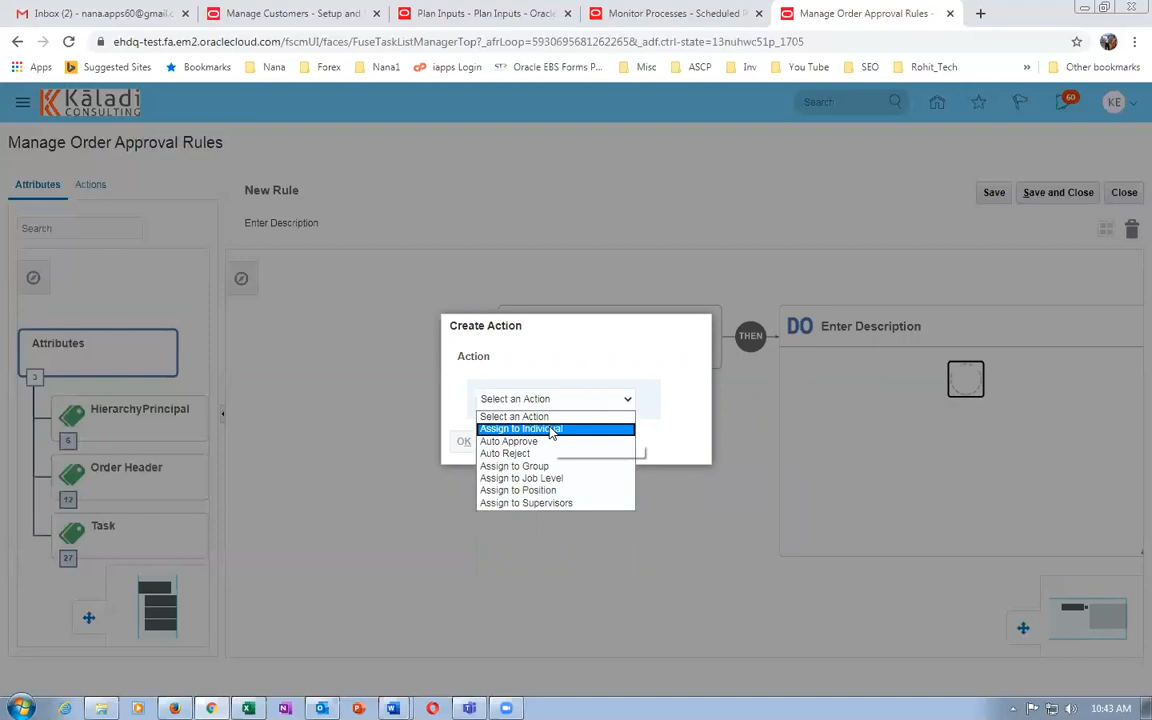 Inbox (2) - nana.apps60@gmail.c
Manage Customers - Setup and
Plan Inputs - Plan Inputs - Oracle
Monitor Processes - Scheduled P
Manage Order Approval Rules -
ehdq-test.fa.em2.oraclecloud.com/fscmUI/faces/FuseTaskListManagerTop?_afrLoop=5930695681262265&_adf.ctrl-state=13nuhwc51p_1705
Apps
Suggested Sites
Bookmarks
Nana
Forex
Nana1
iapps Login
Oracle EBS Forms P...
Misc
ASCP
Inv
You Tube
SEO
Rohit_Tech
»
Other bookmarks
Kāladi
CONSULTING
Search
60
KE
Manage Order Approval Rules
Attributes
Actions
New Rule
Save
Save and Close
Close
Search
Enter Description
Attributes
3
HierarchyPrincipal
6
Order Header
12
Task
27
THEN
DO Enter Description
Create Action
Action
Select an Action
Select an Action
Assign to Individual
Auto Approve
Auto Reject
Assign to Group
Assign to Job Level
Assign to Position
Assign to Supervisors
OK
10:43 AM